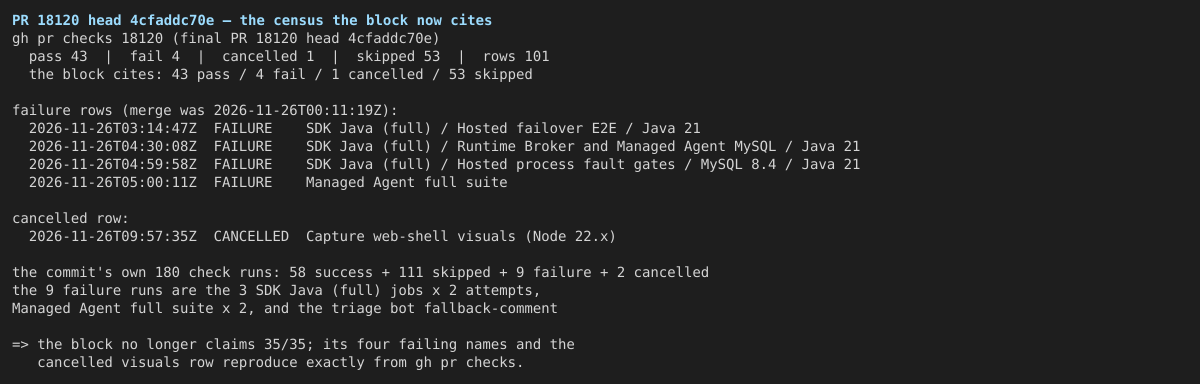 PR 18120 head 4cfaddc70e — the census the block now cites
gh pr checks 18120 (final PR 18120 head 4cfaddc70e)
pass 43  |  fail 4  |  cancelled 1  |  skipped 53  |  rows 101
the block cites: 43 pass / 4 fail / 1 cancelled / 53 skipped
failure rows (merge was 2026-11-26T00:11:19Z):
2026-11-26T03:14:47Z  FAILURE    SDK Java (full) / Hosted failover E2E / Java 21
2026-11-26T04:30:08Z  FAILURE    SDK Java (full) / Runtime Broker and Managed Agent MySQL / Java 21
2026-11-26T04:59:58Z  FAILURE    SDK Java (full) / Hosted process fault gates / MySQL 8.4 / Java 21
2026-11-26T05:00:11Z  FAILURE    Managed Agent full suite
cancelled row:
2026-11-26T09:57:35Z  CANCELLED  Capture web-shell visuals (Node 22.x)
the commit's own 180 check runs: 58 success + 111 skipped + 9 failure + 2 cancelled
the 9 failure runs are the 3 SDK Java (full) jobs x 2 attempts,
Managed Agent full suite x 2, and the triage bot fallback-comment
=> the block no longer claims 35/35; its four failing names and the
cancelled visuals row reproduce exactly from gh pr checks.